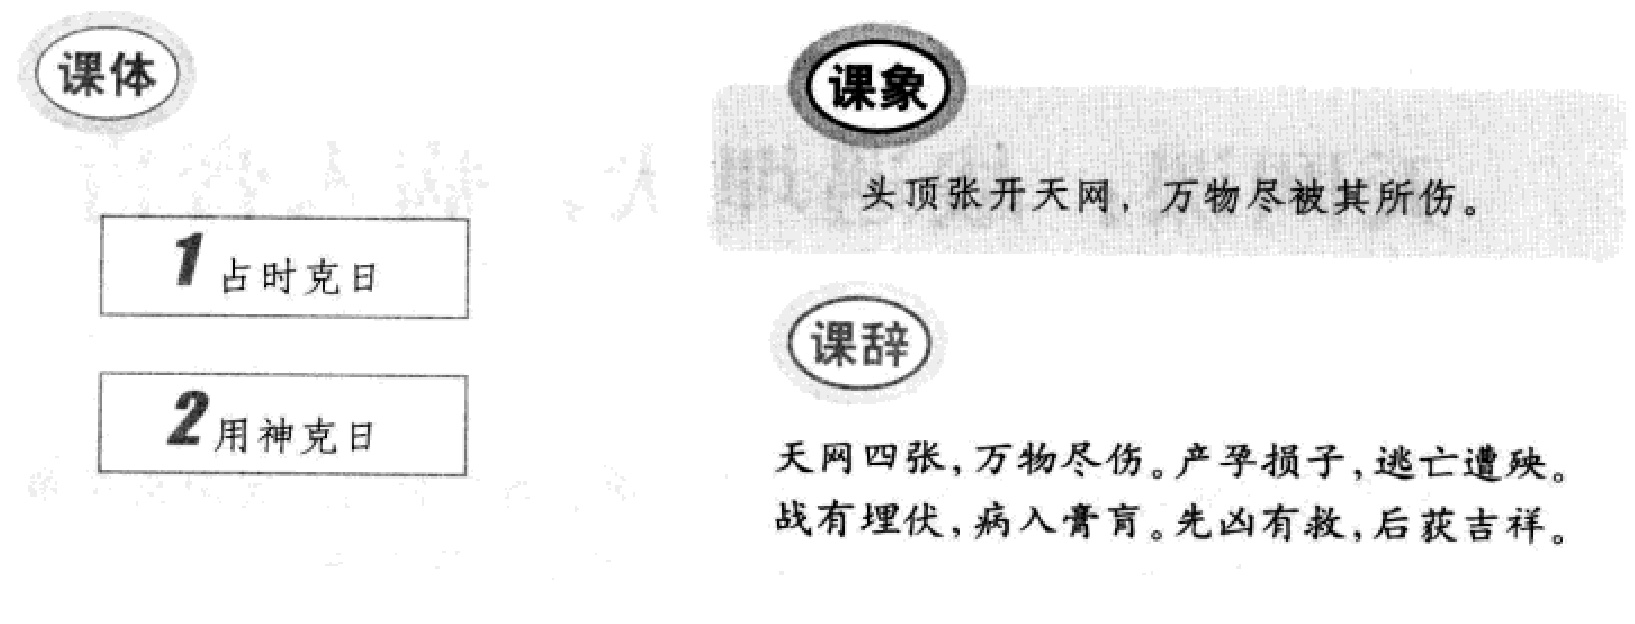 课体
1 占时克日
2 用神克日
课象
头顶张开天网，万物尽被其所伤。
课辞
天网四张，万物尽伤。产孕损子，逃亡遭殃。
战有埋伏，病入膏肓。先凶有救，后获吉祥。